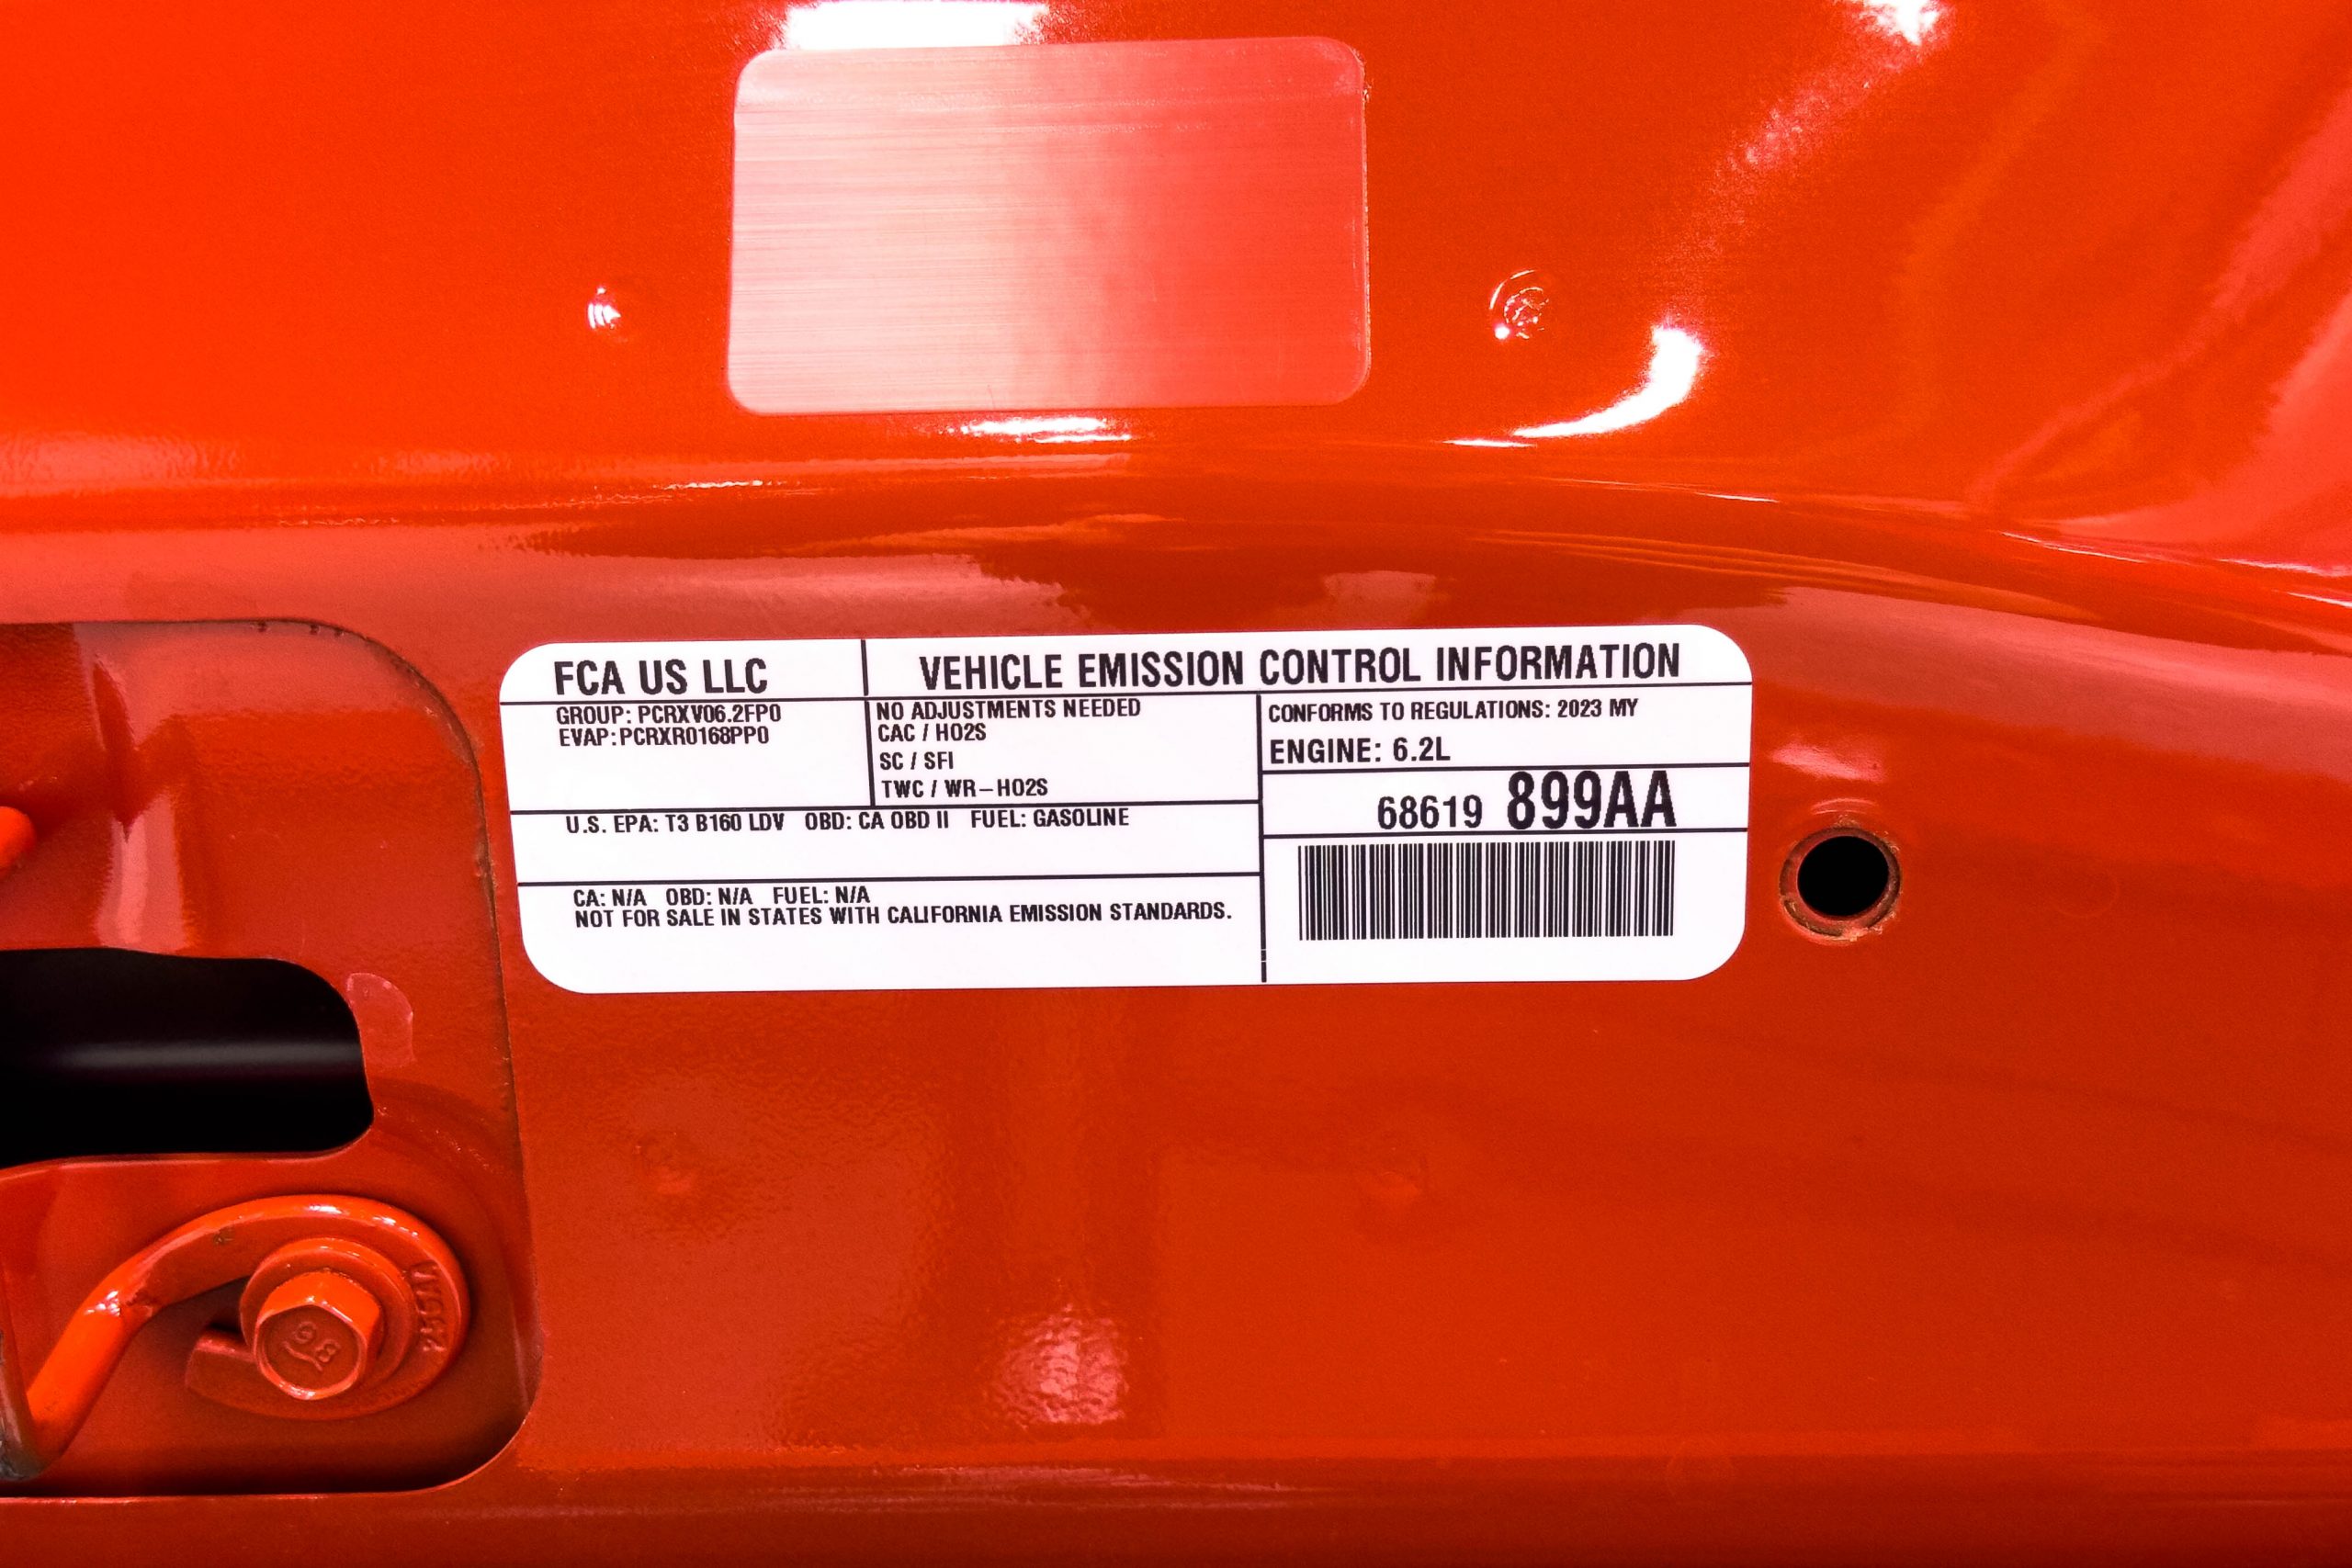 FCA US LLC
VEHICLE EMISSION CONTROL INFORMATION
GROUP: PCRXV06.2FP0
EVAP: PCRXR0168PP0
NO ADJUSTMENTS NEEDED
CAC / HO2S
SC / SFI
TWC / WR-HO2S
CONFORMS TO REGULATIONS: 2023 MY
ENGINE: 6.2L
68619 899AA
U.S. EPA: T3 B160 LDV OBD: CA OBD II FUEL: GASOLINE
CA: N/A OBD: N/A FUEL: N/A
NOT FOR SALE IN STATES WITH CALIFORNIA EMISSION STANDARDS.